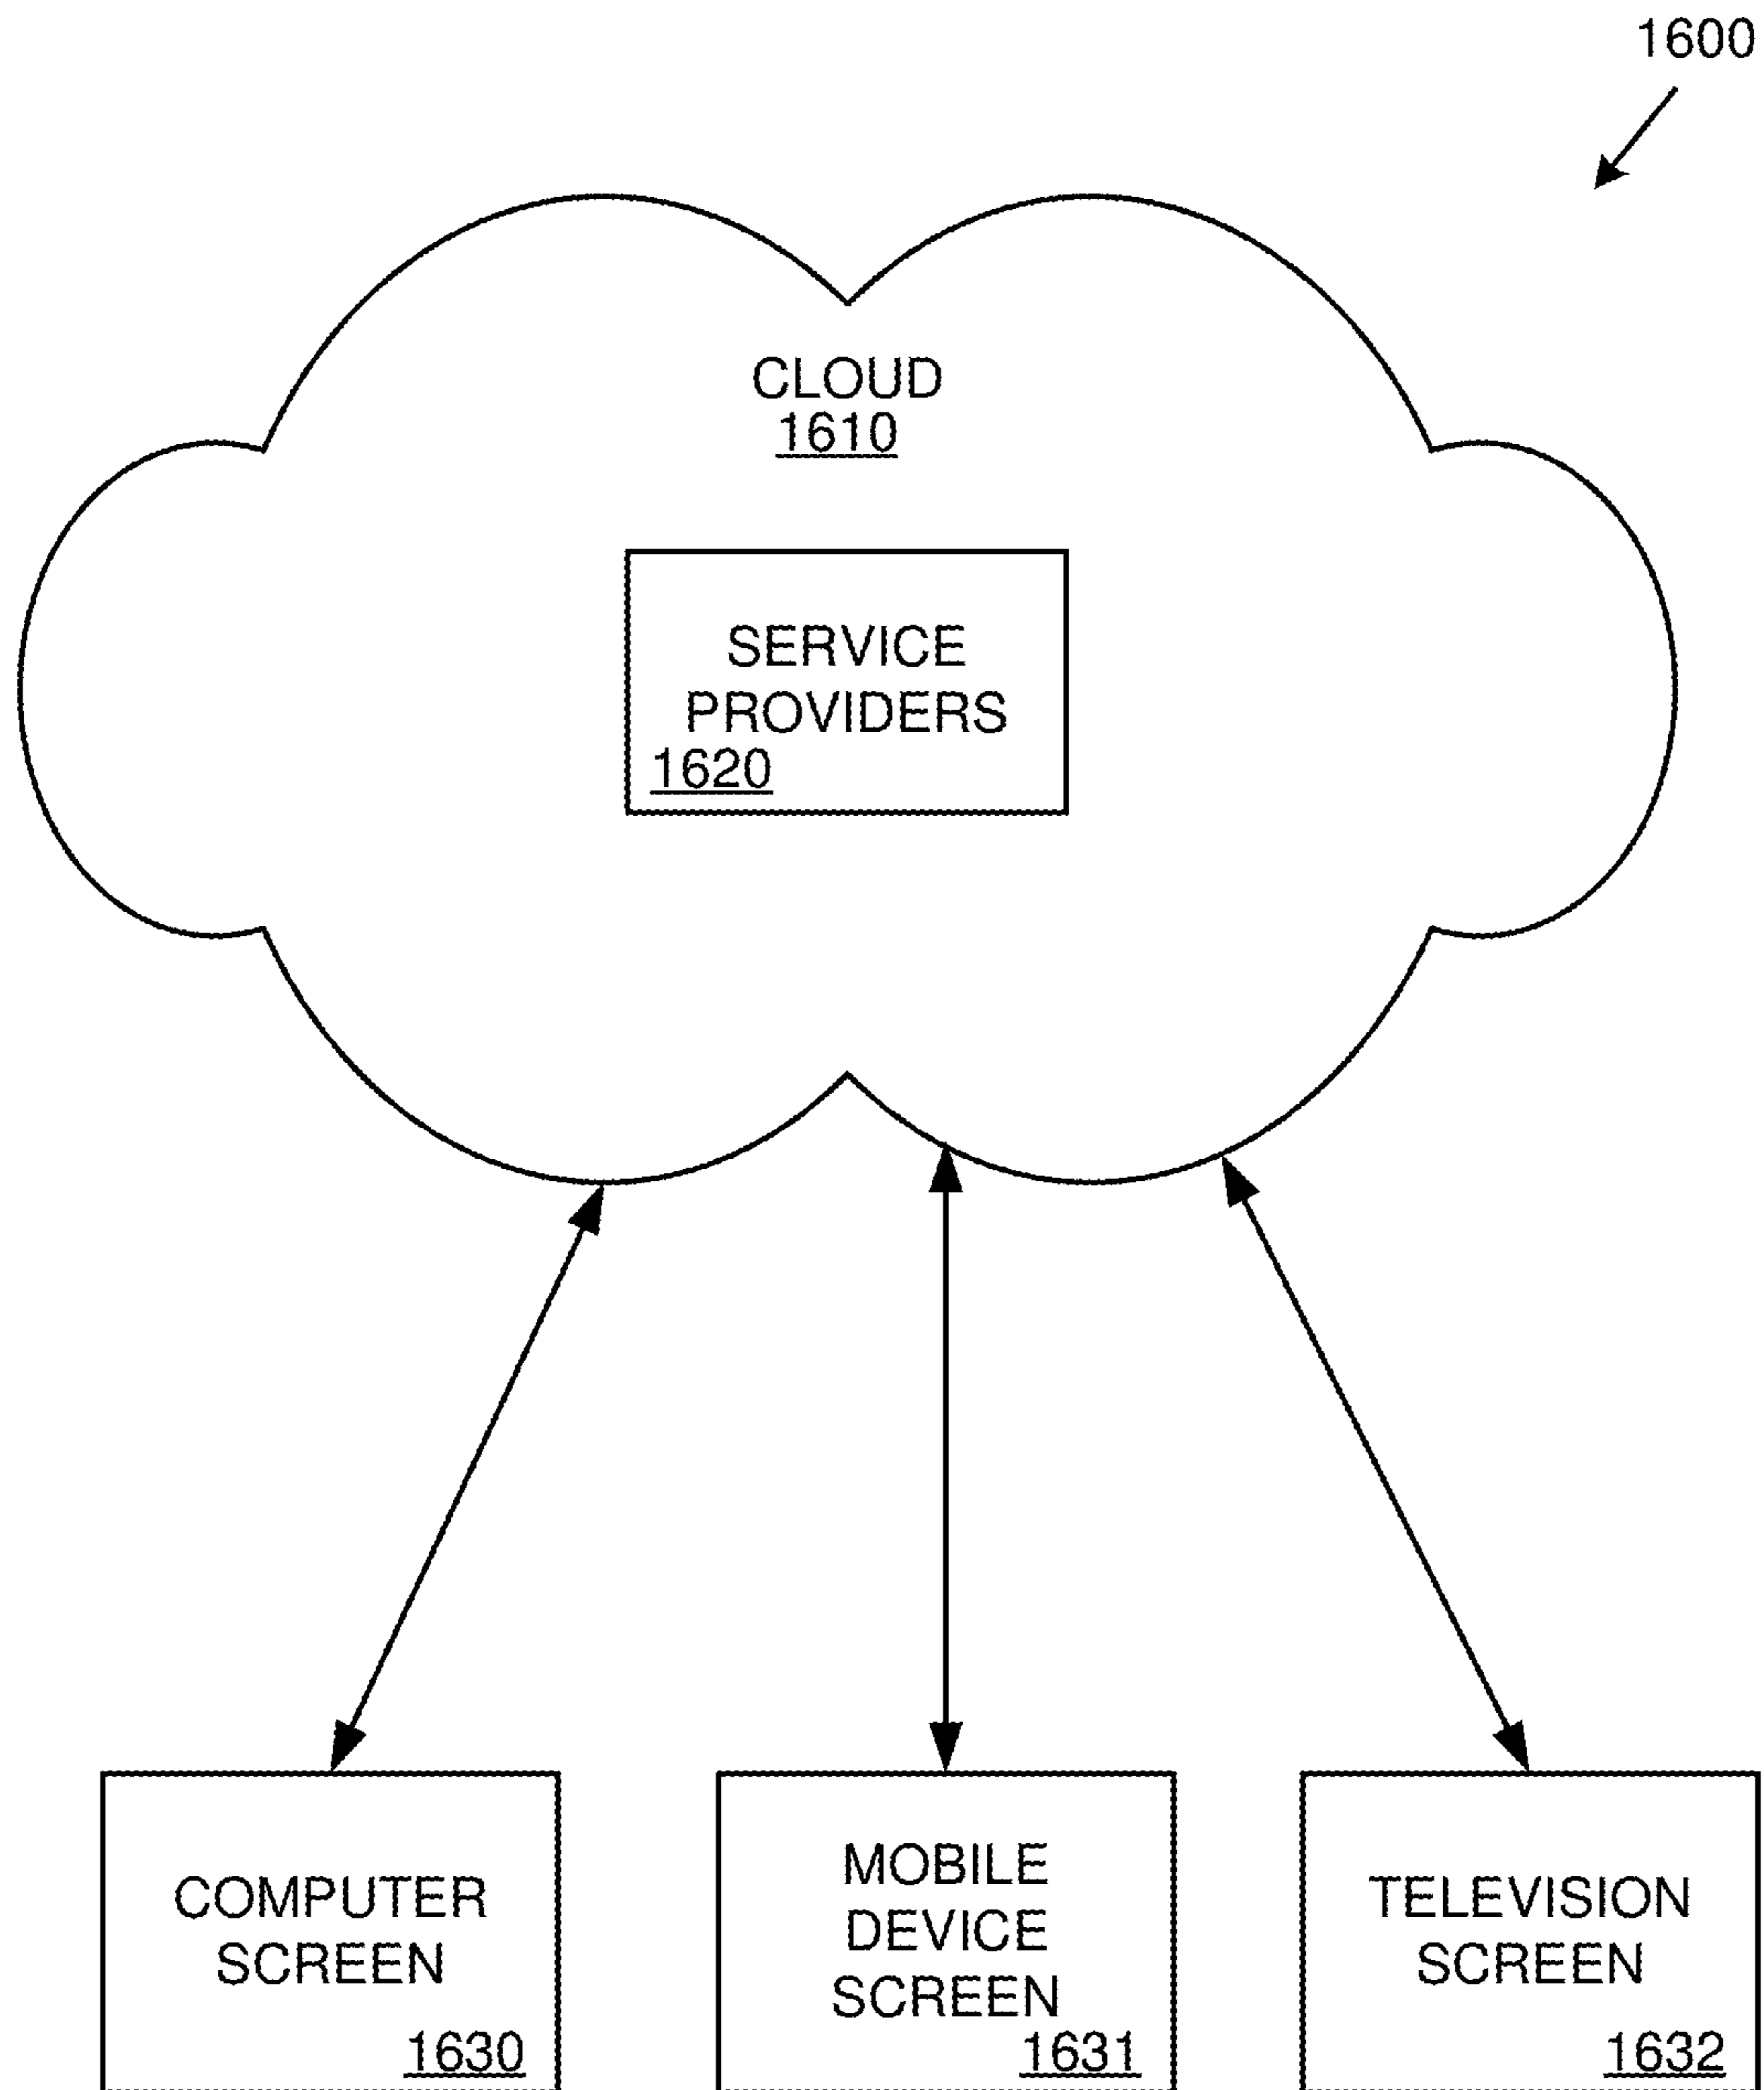 1600
CLOUD
1610
SERVICE
PROVIDERS
1620
COMPUTER
SCREEN
1630
MOBILE
DEVICE
SCREEN
1631
TELEVISION
SCREEN
1632